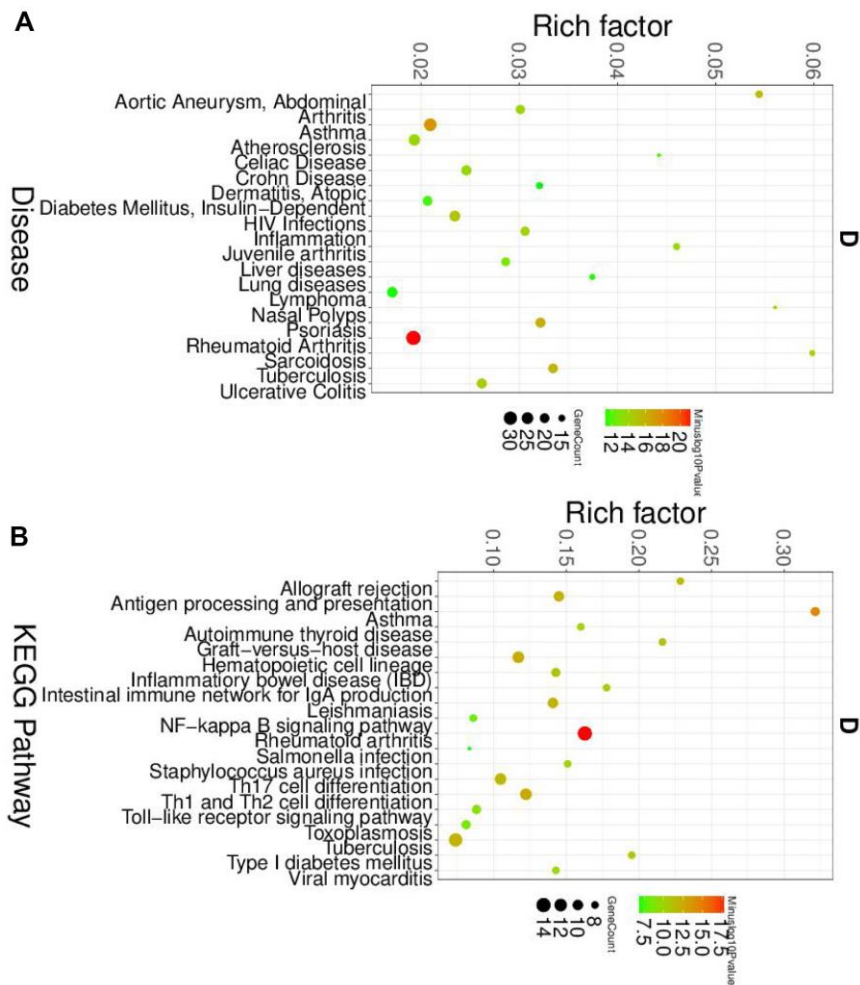 A
Rich factor
0.02
0.03
0.04
0.05
0.06
Aortic Aneurysm, Abdominal
Arthritis
Asthma
Atherosclerosis
Celiac Disease
Crohn Disease
Dermatitis, Atopic
Diabetes Mellitus, Insulin-Dependent
HIV Infections
Inflammation
Juvenile arthritis
Liver diseases
Lung diseases
Lymphoma
Nasal Polyps
Psoriasis
Rheumatoid Arthritis
Sarcoidosis
Tuberculosis
Ulcerative Colitis
Disease
D
GeneCount
30
25
20
15
Minuslog10Pvalue
12
14
16
18
20
B
Rich factor
0.10
0.15
0.20
0.25
0.30
Allograft rejection
Antigen processing and presentation
Asthma
Autoimmune thyroid disease
Graft-versus-host disease
Hematopoietic cell lineage
Inflammatory bowel disease (IBD)
Intestinal immune network for IgA production
Leishmaniasis
NF-kappa B signaling pathway
Rheumatoid arthritis
Salmonella infection
Staphylococcus aureus infection
Th17 cell differentiation
Th1 and Th2 cell differentiation
Toll-like receptor signaling pathway
Toxoplasmosis
Tuberculosis
Type I diabetes mellitus
Viral myocarditis
KEGG Pathway
D
GeneCount
14
12
10
8
Minuslog10Pvalue
7.5
10.0
12.5
15.0
17.5